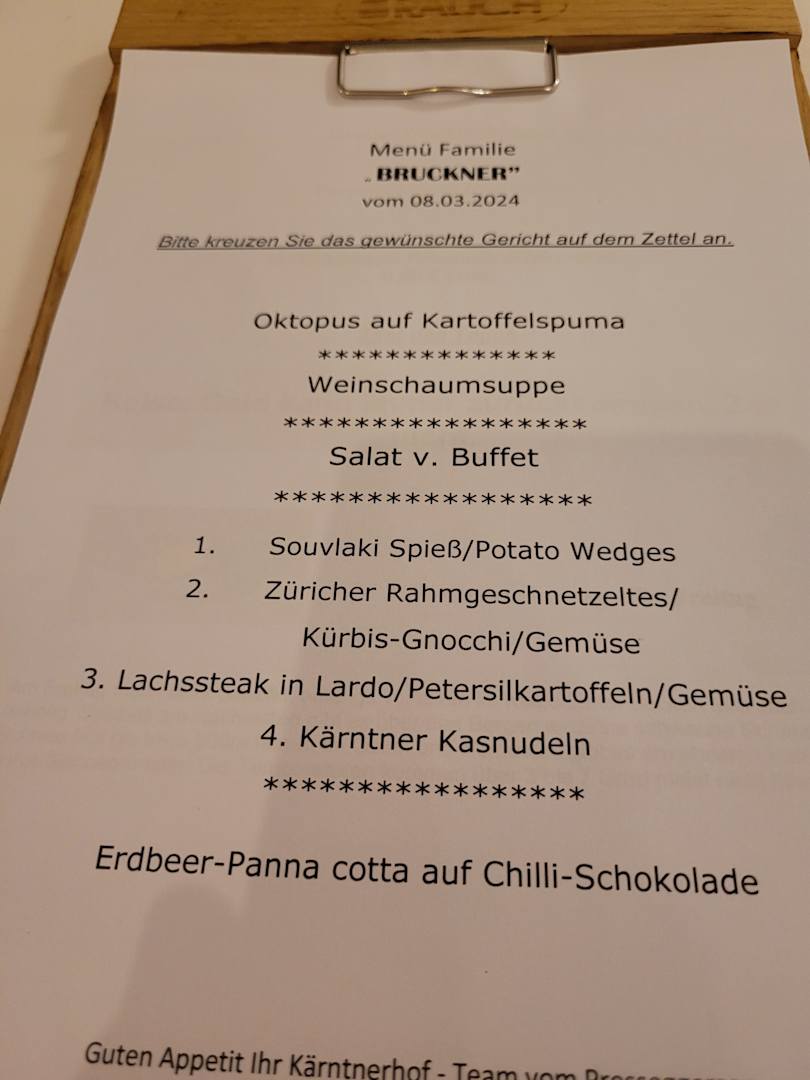 BRAUCH
Menü Familie
„BRUCKNER”
vom 08.03.2024
Bitte kreuzen Sie das gewünschte Gericht auf dem Zettel an.
Oktopus auf Kartoffelspuma
**************
Weinschaumsuppe
*****************
Salat v. Buffet
*****************
1. Souvlaki Spieß/Potato Wedges
2. Züricher Rahmgeschnetzeltes/
Kürbis-Gnocchi/Gemüse
3. Lachssteak in Lardo/Petersilkartoffeln/Gemüse
4. Kärntner Kasnudeln
*****************
Erdbeer-Panna cotta auf Chilli-Schokolade
Guten Appetit Ihr Kärntnerhof - Team vom